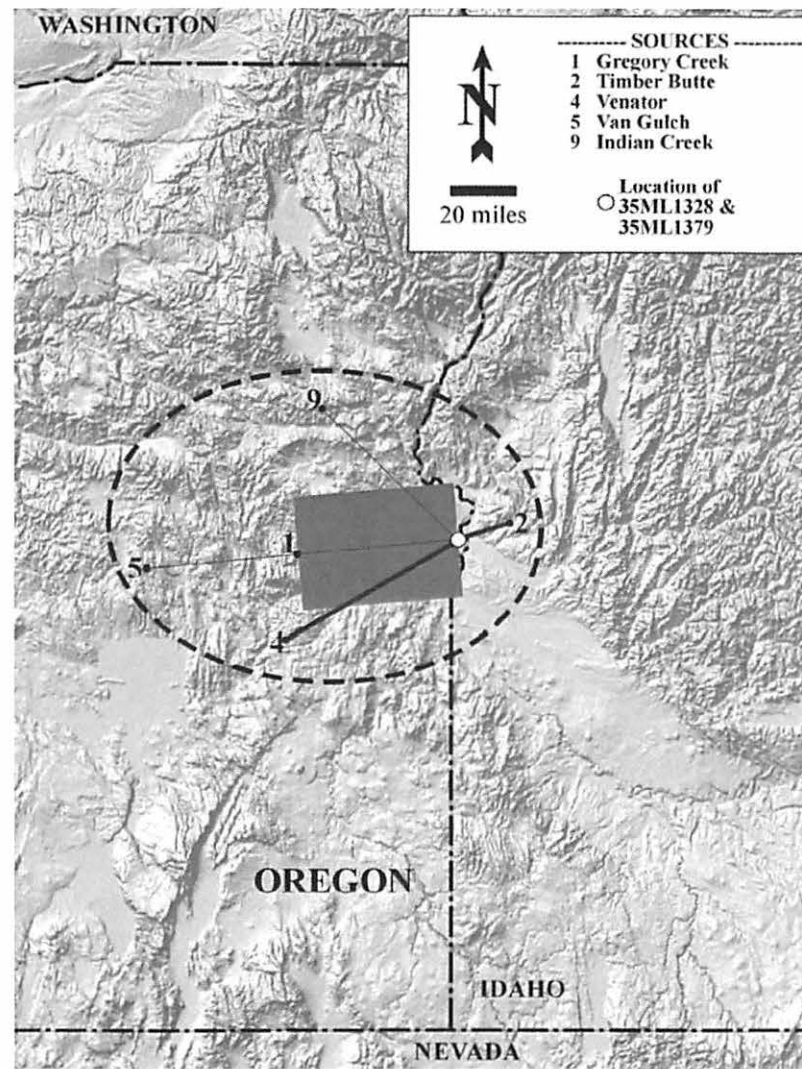 WASHINGTON
SOURCES
1 Gregory Creek
2 Timber Butte
4 Venator
5 Van Gulch
9 Indian Creek
N
20 miles
Location of
35ML1328 &
35ML1379
9
2
1
5
4
OREGON
IDAHO
NEVADA